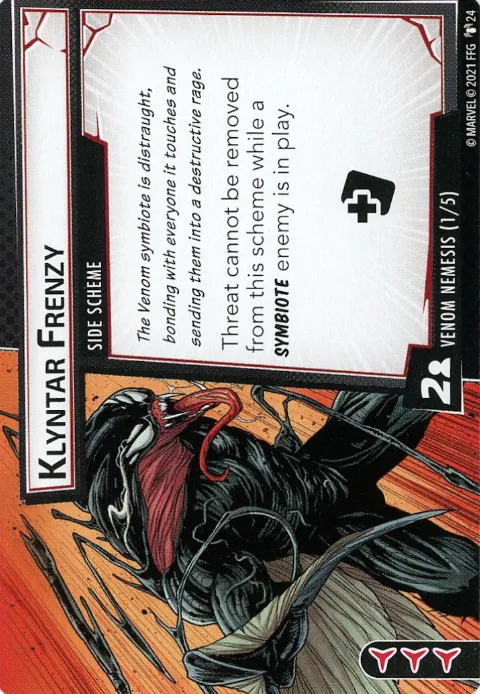 KLYNTAR FRENZY
SIDE SCHEME
The Venom symbiote is distraught,
bonding with everyone it touches and
sending them into a destructive rage.
Threat cannot be removed
from this scheme while a
SYMBIOTE enemy is in play.
2
VENOM NEMESIS (1/5)
© MARVEL © 2021 FFG 24